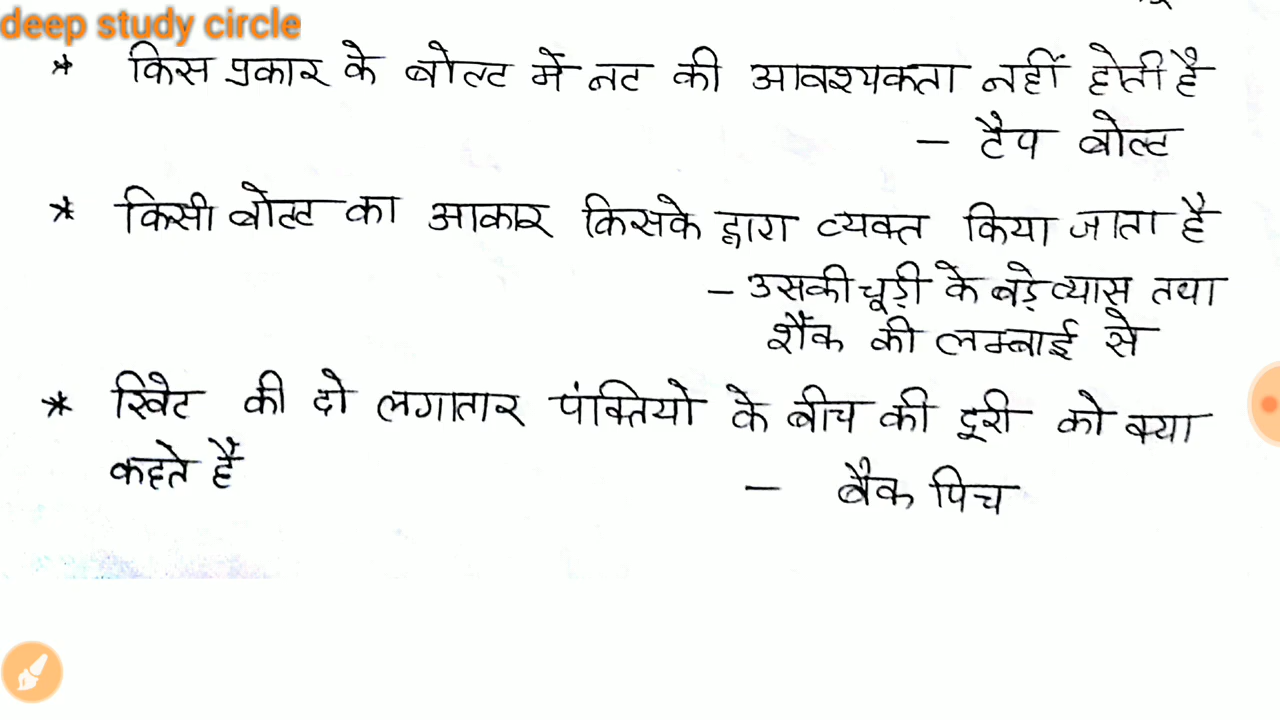 deep study circle
* किस प्रकार के बोल्ट में नट की आवश्यकता नहीं होती है
- टैप बोल्ट
* किसी बोल्ट का आकार किसके द्वारा व्यक्त किया जाता है
- उसकी चूड़ी के बड़े व्यास तथा
शैंक की लम्बाई से
* रिवेट की दो लगातार पंक्तियो के बीच की दूरी को क्या
कहते है
- बैक पिच